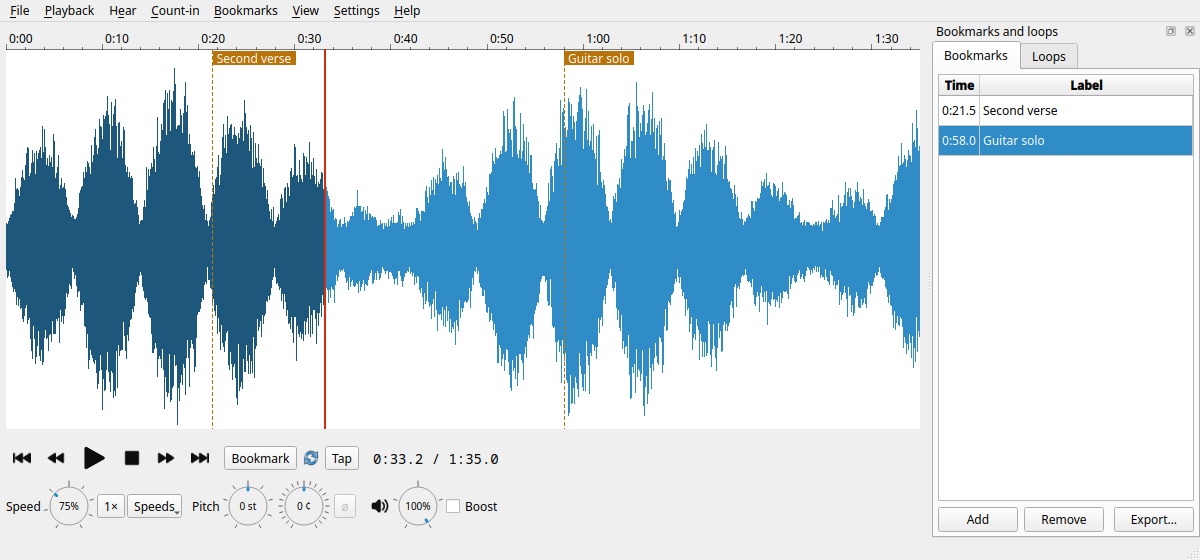 File Playback Hear Count-in Bookmarks View Settings Help
Bookmarks and loops
0:00 0:10 0:20 0:30 0:40 0:50 1:00 1:10 1:20 1:30
Second verse Guitar solo
Bookmarks Loops
Time Label
0:21.5 Second verse
0:58.0 Guitar solo
Bookmark Tap 0:33.2 / 1:35.0
Speed 75% 1× Speeds Pitch 0 st 0 ¢ ø 100% Boost
Add Remove Export...